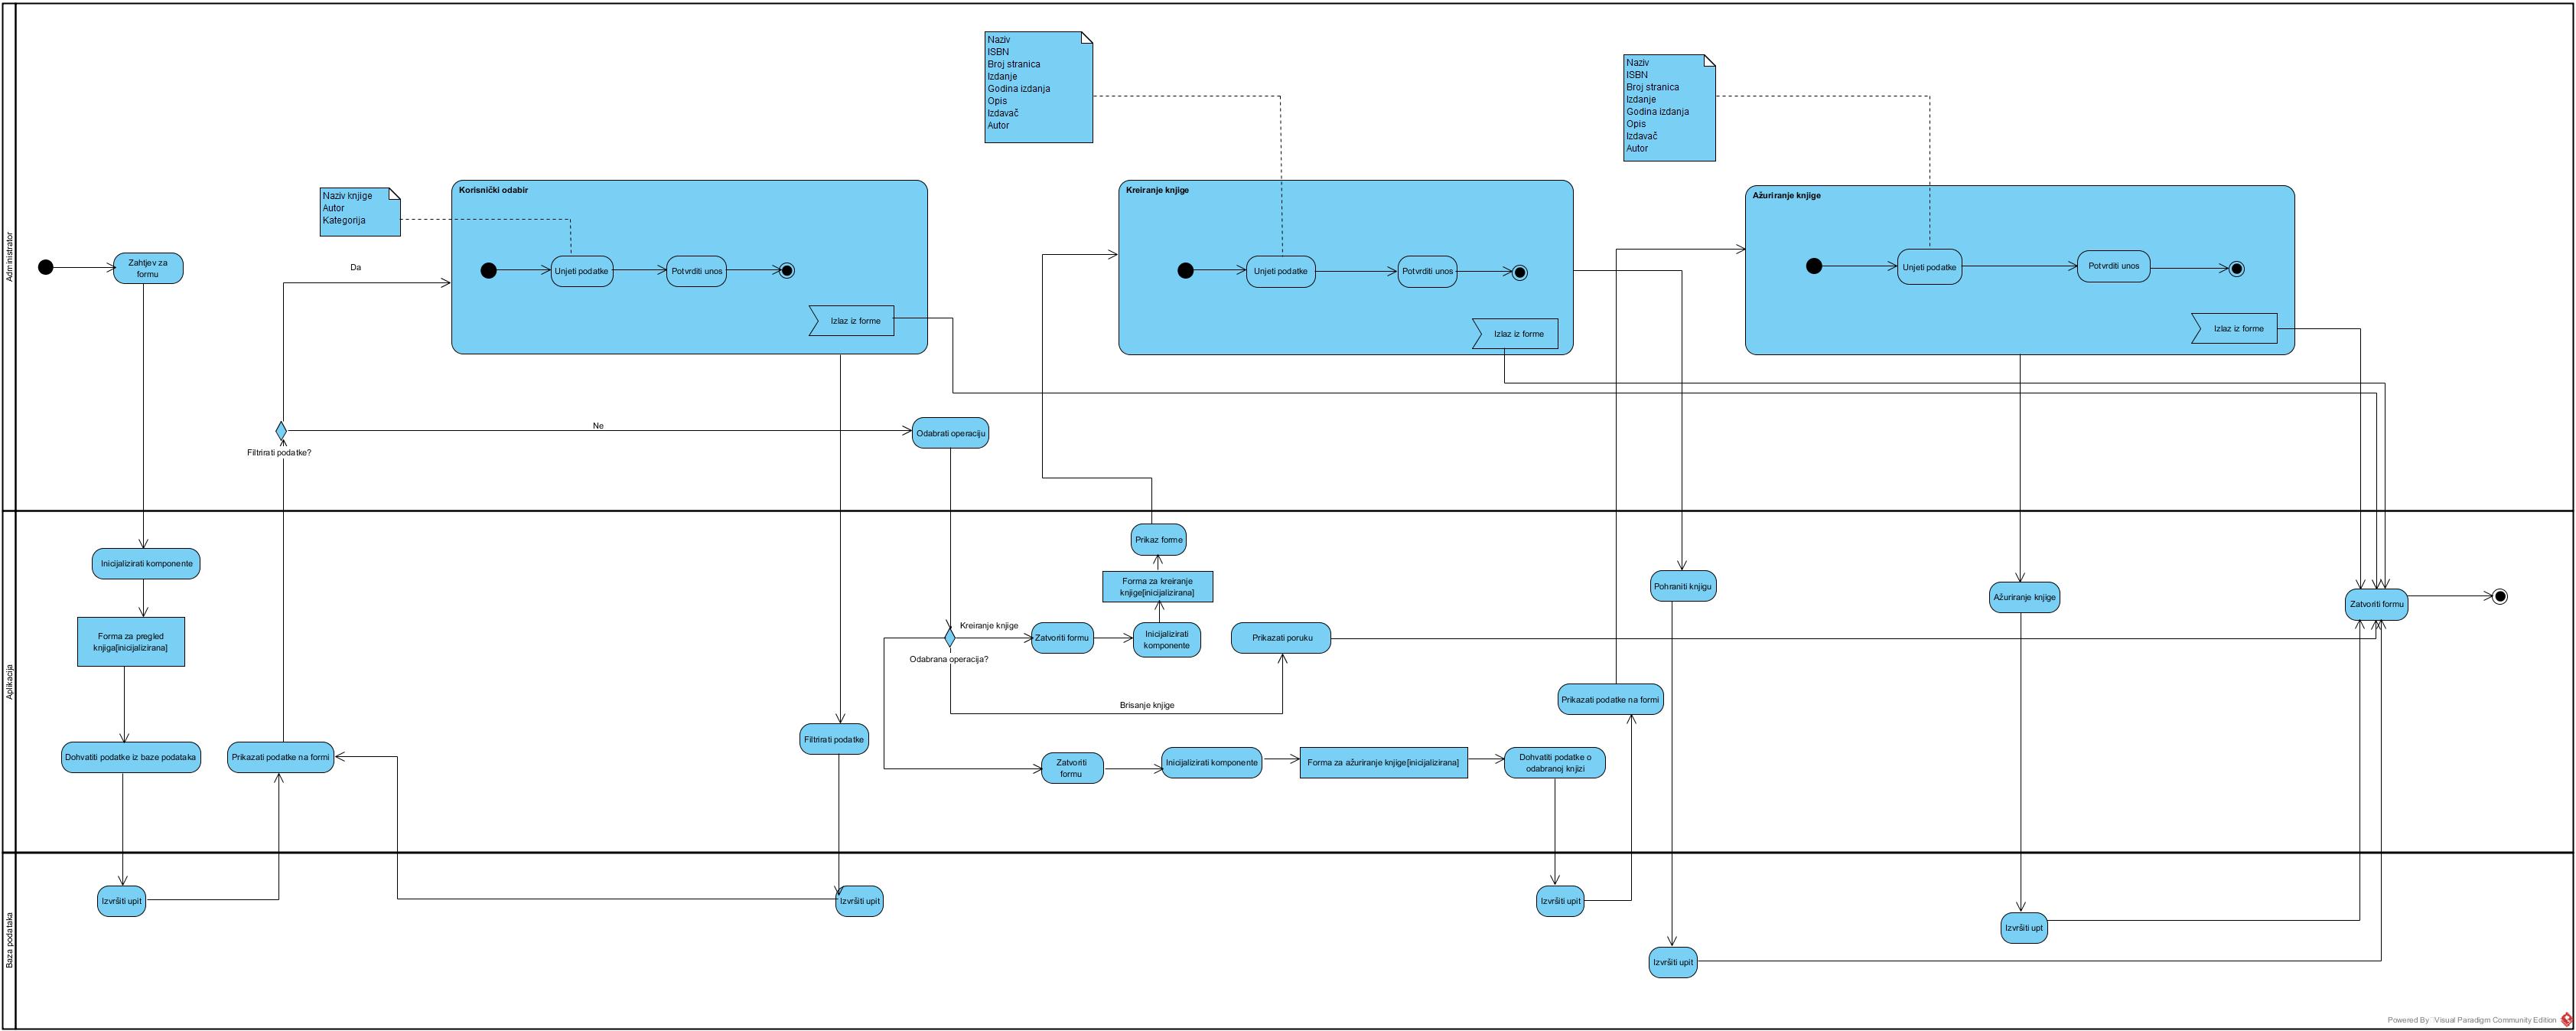 Administrator
Naziv
ISBN
Broj stranica
Izdanje
Godina izdanja
Opis
Izdavač
Autor
Naziv
ISBN
Broj stranica
Izdanje
Godina izdanja
Opis
Izdavač
Autor
Naziv knjige
Autor
Kategorija
Korisnički odabir
Unjeti podatke
Potvrditi unos
Izlaz iz forme
Kreiranje knjige
Unjeti podatke
Potvrditi unos
Izlaz iz forme
Ažuriranje knjige
Unjeti podatke
Potvrditi unos
Izlaz iz forme
Zahtjev za
formu
Da
Ne
Filtrirati podatke?
Odabrati operaciju
Aplikacija
Inicijalizirati komponente
Forma za pregled
knjiga[inicijalizirana]
Dohvatiti podatke iz baze podataka
Prikazati podatke na formi
Filtrirati podatke
Prikaz forme
Forma za kreiranje
knjige[inicijalizirana]
Kreiranje knjige
Zatvoriti formu
Inicijalizirati
komponente
Prikazati poruku
Odabrana operacija?
Brisanje knjige
Zatvoriti
formu
Inicijalizirati komponente
Forma za ažuriranje knjige[inicijalizirana]
Dohvatiti podatke o
odabranoj knjizi
Prikazati podatke na formi
Pohraniti knjigu
Ažuriranje knjige
Zatvoriti formu
Baza podataka
Izvršiti upit
Izvršiti upit
Izvršiti upit
Izvršiti upit
Izvršiti upt
Powered By Visual Paradigm Community Edition